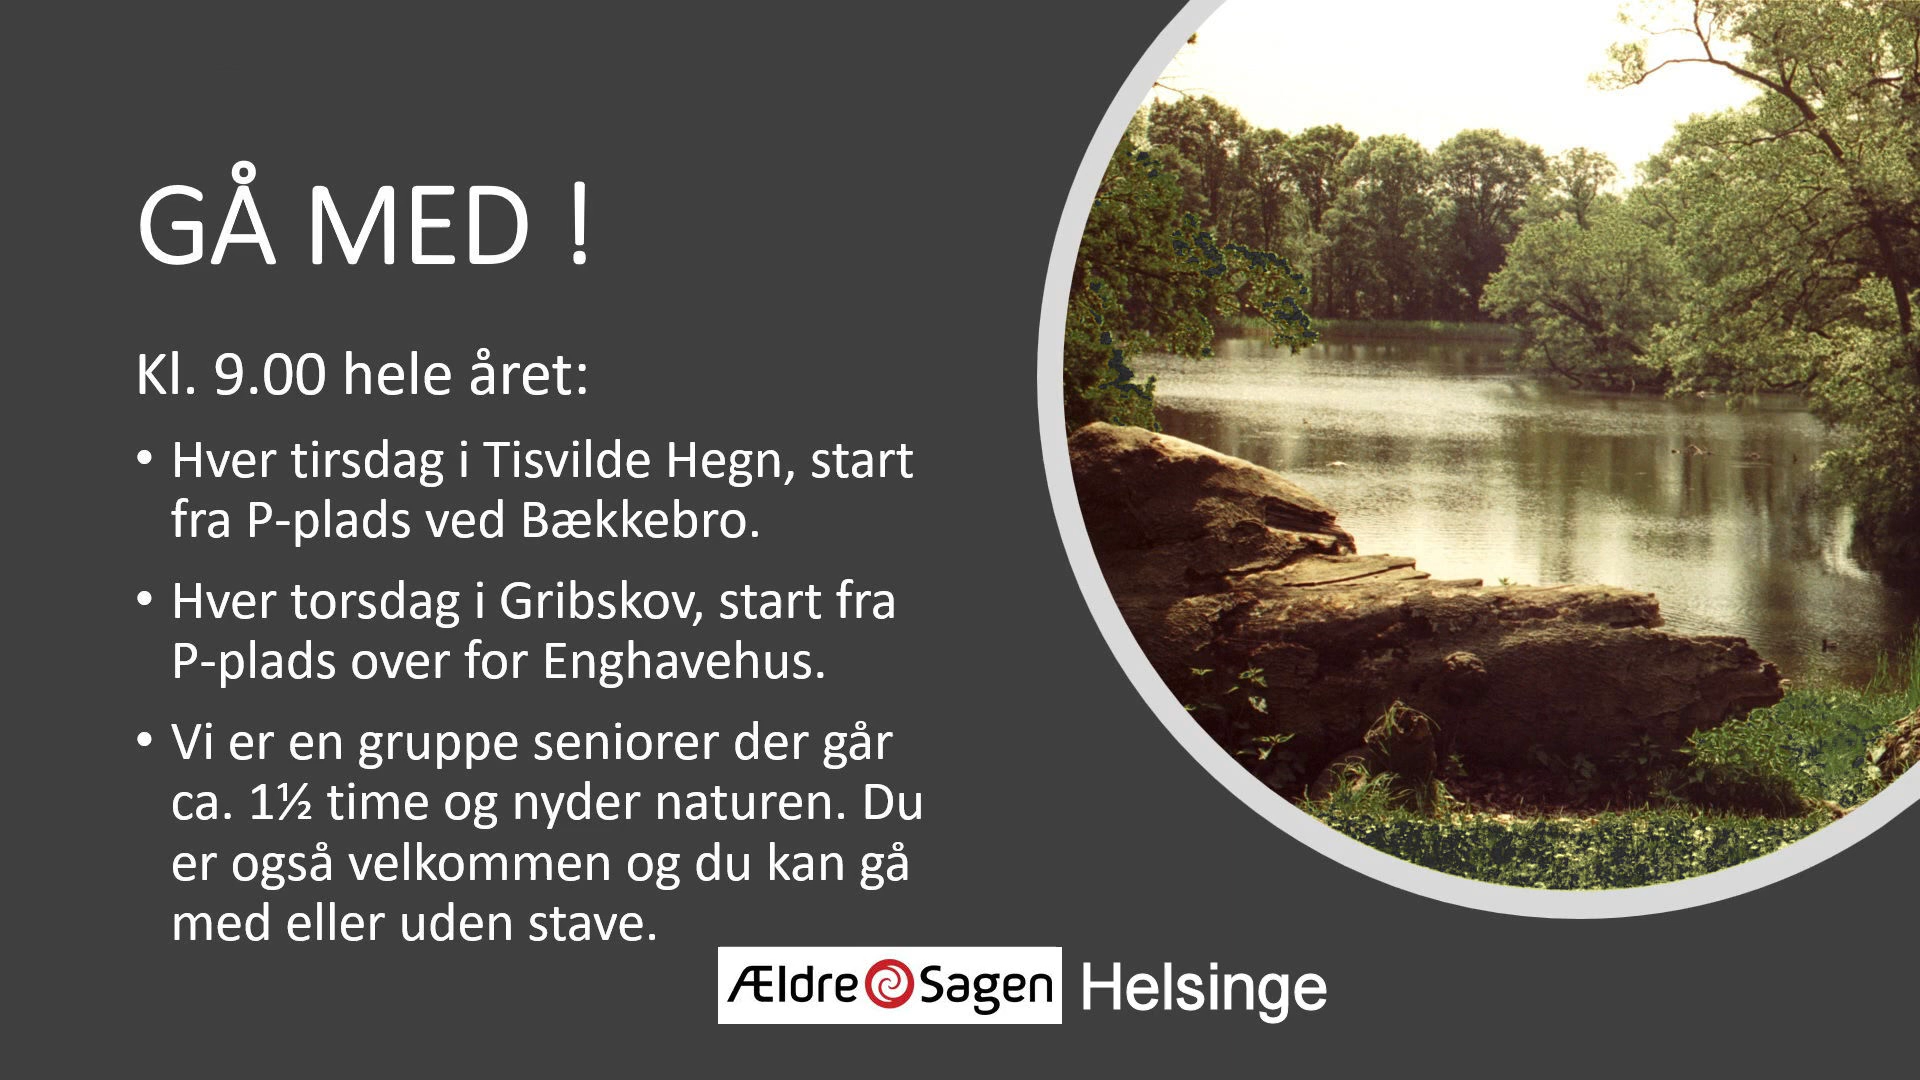 GÅ MED !
Kl. 9.00 hele året:
• Hver tirsdag i Tisvilde Hegn, start
fra P-plads ved Bækkebro.
• Hver torsdag i Gribskov, start fra
P-plads over for Enghavehus.
• Vi er en gruppe seniorer der går
ca. 1½ time og nyder naturen. Du
er også velkommen og du kan gå
med eller uden stave.
Ældre Sagen Helsinge